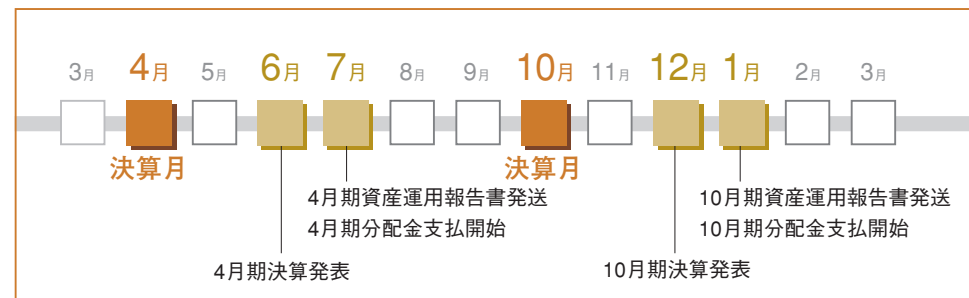 3月 4月 5月 6月 7月 8月 9月 10月 11月 12月 1月 2月 3月
決算月 決算月
4月期資産運用報告書発送 10月期資産運用報告書発送
4月期分配金支払開始 10月期分配金支払開始
4月期決算発表 10月期決算発表